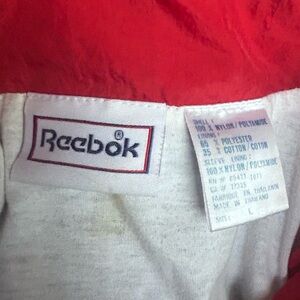 Reebok®
SHELL:
100% NYLON/POLYAMIDE
LINING:
65% POLYESTER
35% COTTON/COTTON
SLEEVE LINING:
100% NYLON/POLYAMIDE
FABRIQUE EN THAILANDE
MADE IN THAILAND
SIZE: L